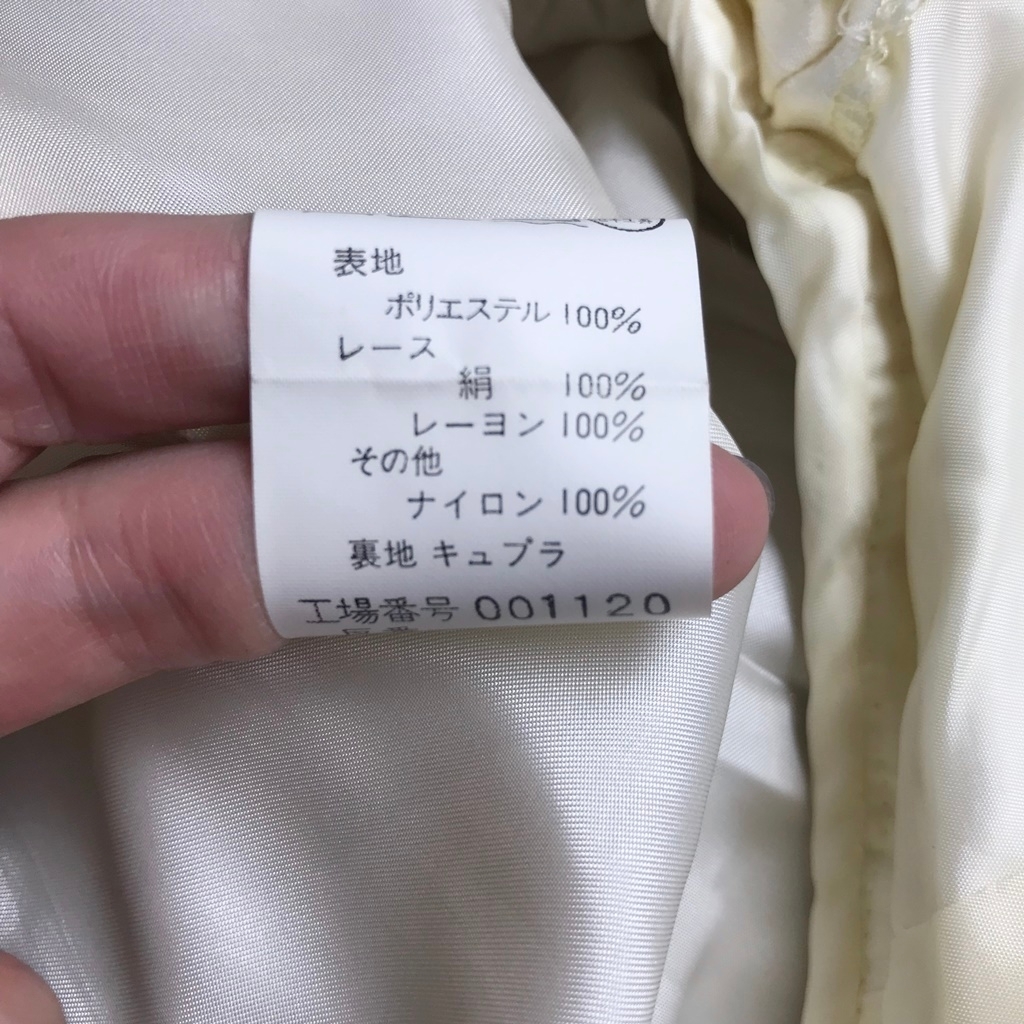 表地
ポリエステル 100%
レース
絹 100%
レーヨン 100%
その他
ナイロン 100%
裏地 キュプラ
工場番号 001120